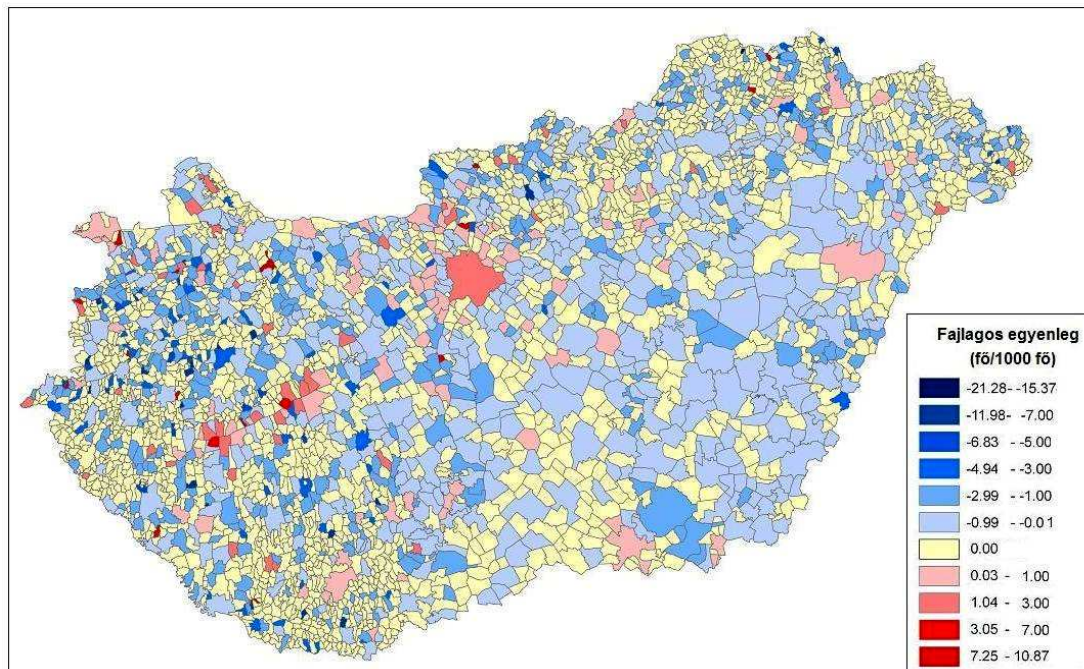 Fajlagos egyenleg
(fő/1000 fő)
-21.28- -15.37
-11.98- -7.00
-6.83 - -5.00
-4.94 - -3.00
-2.99 - -1.00
-0.99 - -0.01
0.00
0.03 - 1.00
1.04 - 3.00
3.05 - 7.00
7.25 - 10.87